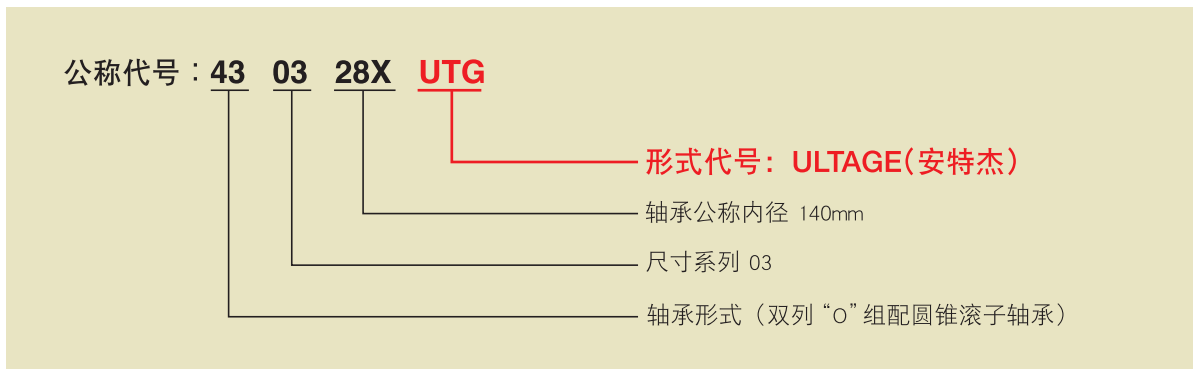 公称代号：43 03 28X UTG
形式代号：ULTAGE（安特杰）
轴承公称内径 140mm
尺寸系列 03
轴承形式（双列“O”组配圆锥滚子轴承）